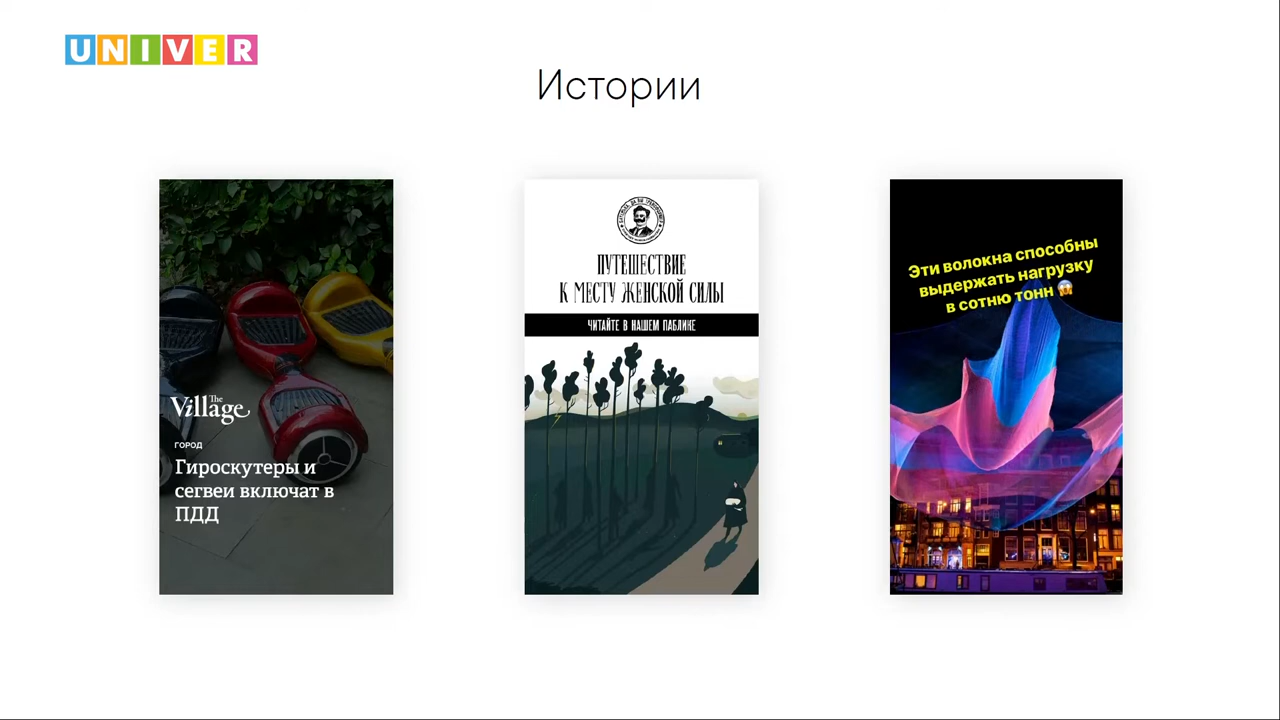 UNIVER
Истории
The
Village
ГОРОД
Гироскутеры и
сегвеи включат в
ПДД
ПУТЕШЕСТВИЕ
К МЕСТУ ЖЕНСКОЙ СИЛЫ
ЧИТАЙТЕ В НАШЕМ ПАБЛИКЕ
Эти волокна способны
выдержать нагрузку
в сотню тонн 😱